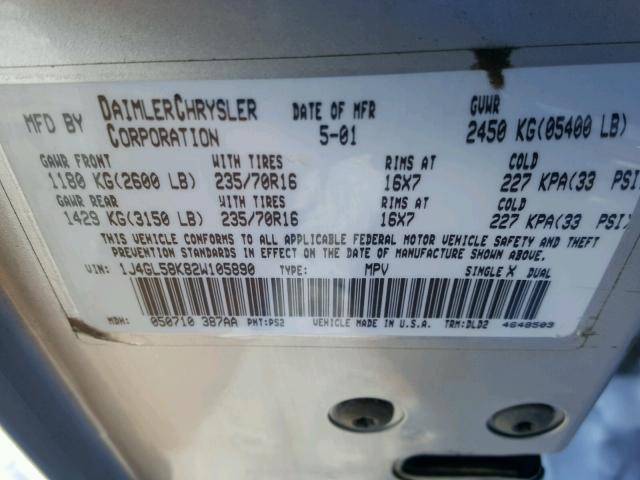 MFD BY DAIMLERCHRYSLER CORPORATION DATE OF MFR 5-01 GVWR 2450 KG(05400 LB)
GAWR FRONT WITH TIRES RIMS AT COLD
1180 KG(2600 LB) 235/70R16 16X7 227 KPA(33 PSI
GAWR REAR WITH TIRES RIMS AT COLD
1429 KG(3150 LB) 235/70R16 16X7 227 KPA(33 PSI)
THIS VEHICLE CONFORMS TO ALL APPLICABLE FEDERAL MOTOR VEHICLE SAFETY AND THEFT
PREVENTION STANDARDS IN EFFECT ON THE DATE OF MANUFACTURE SHOWN ABOVE.
VIN: 1J4GL58K82W105890 TYPE: MPV SINGLE X DUAL
MDH: 050710 387AA PNT:PS2 VEHICLE MADE IN U.S.A. TRM:DLD2 4648503